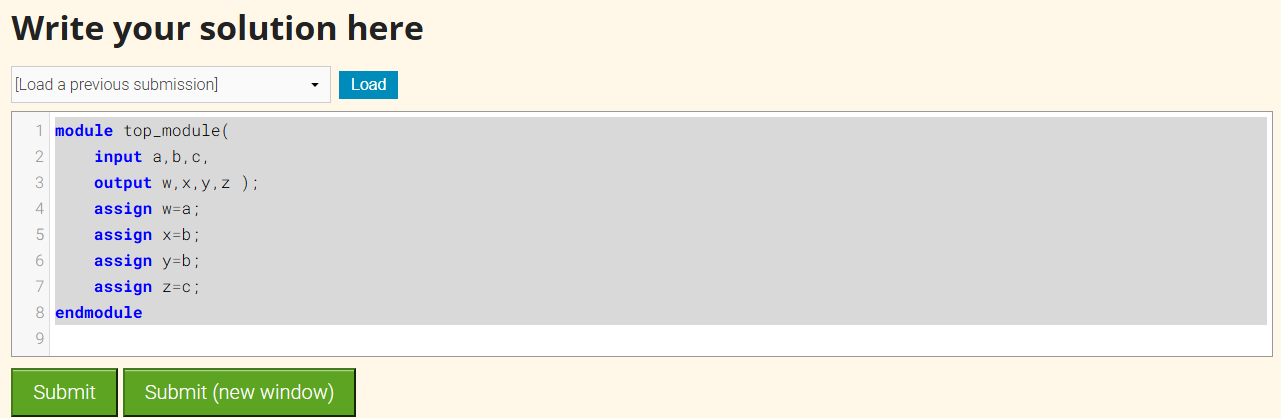 Write your solution here
[Load a previous submission] Load
1 module top_module(
2 input a,b,c,
3 output w,x,y,z );
4 assign w=a;
5 assign x=b;
6 assign y=b;
7 assign z=c;
8 endmodule
9
Submit Submit (new window)